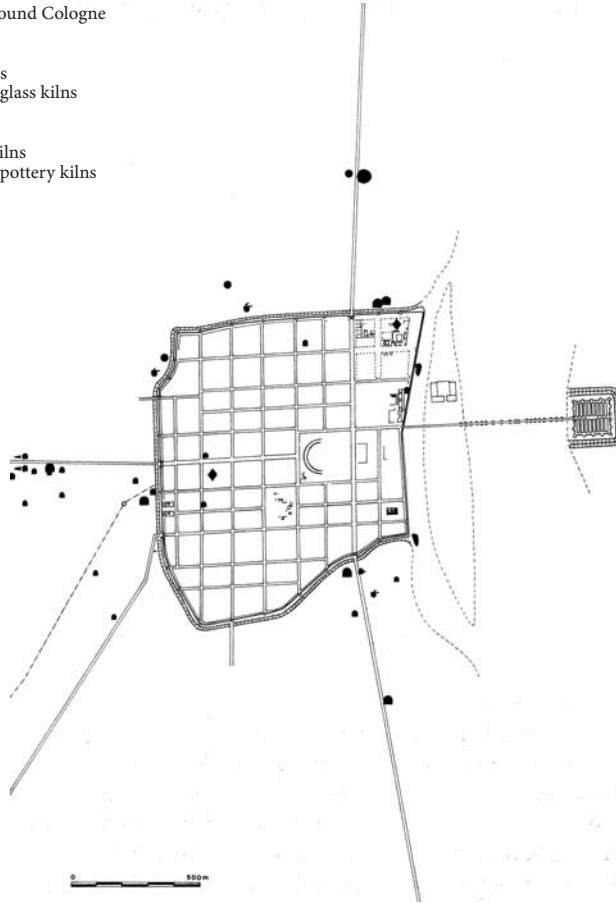 ound Cologne
s
glass kilns
ilns
pottery kilns
0 500m